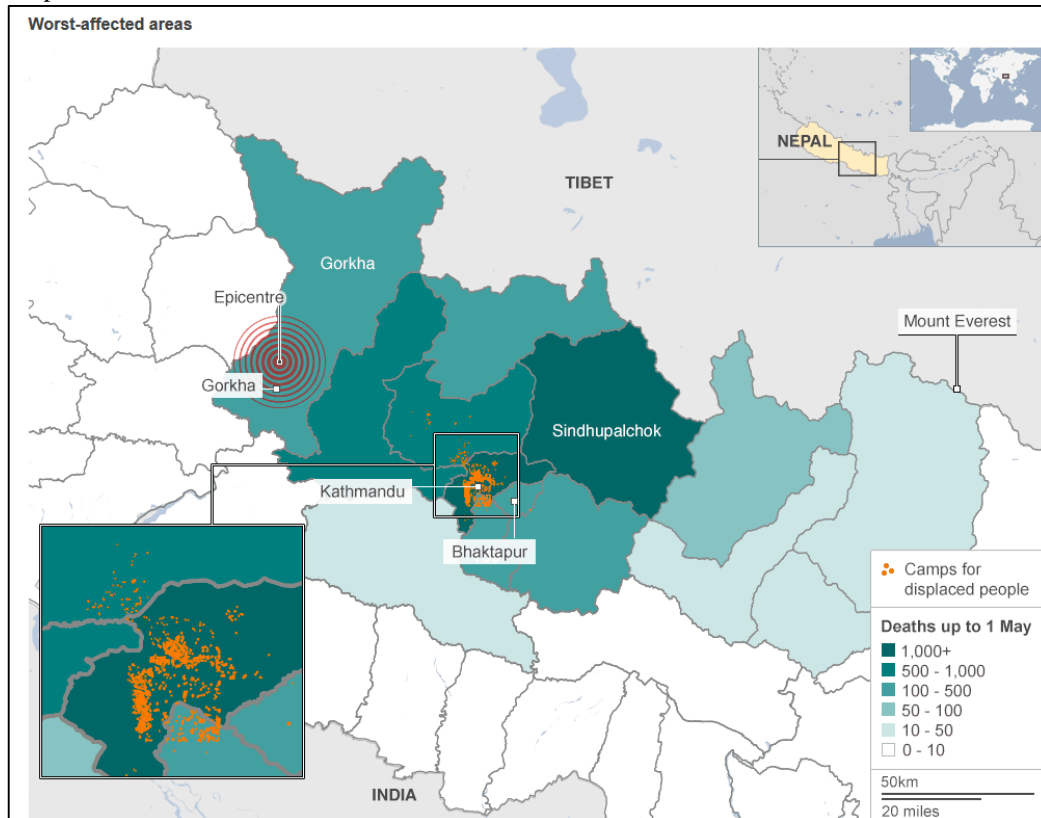 Worst-affected areas
NEPAL
TIBET
Gorkha
Epicentre
Mount Everest
Gorkha
Sindhupalchok
Kathmandu
Bhaktapur
Camps for
displaced people
Deaths up to 1 May
1,000+
500 - 1,000
100 - 500
50 - 100
10 - 50
0 - 10
50km
20 miles
INDIA